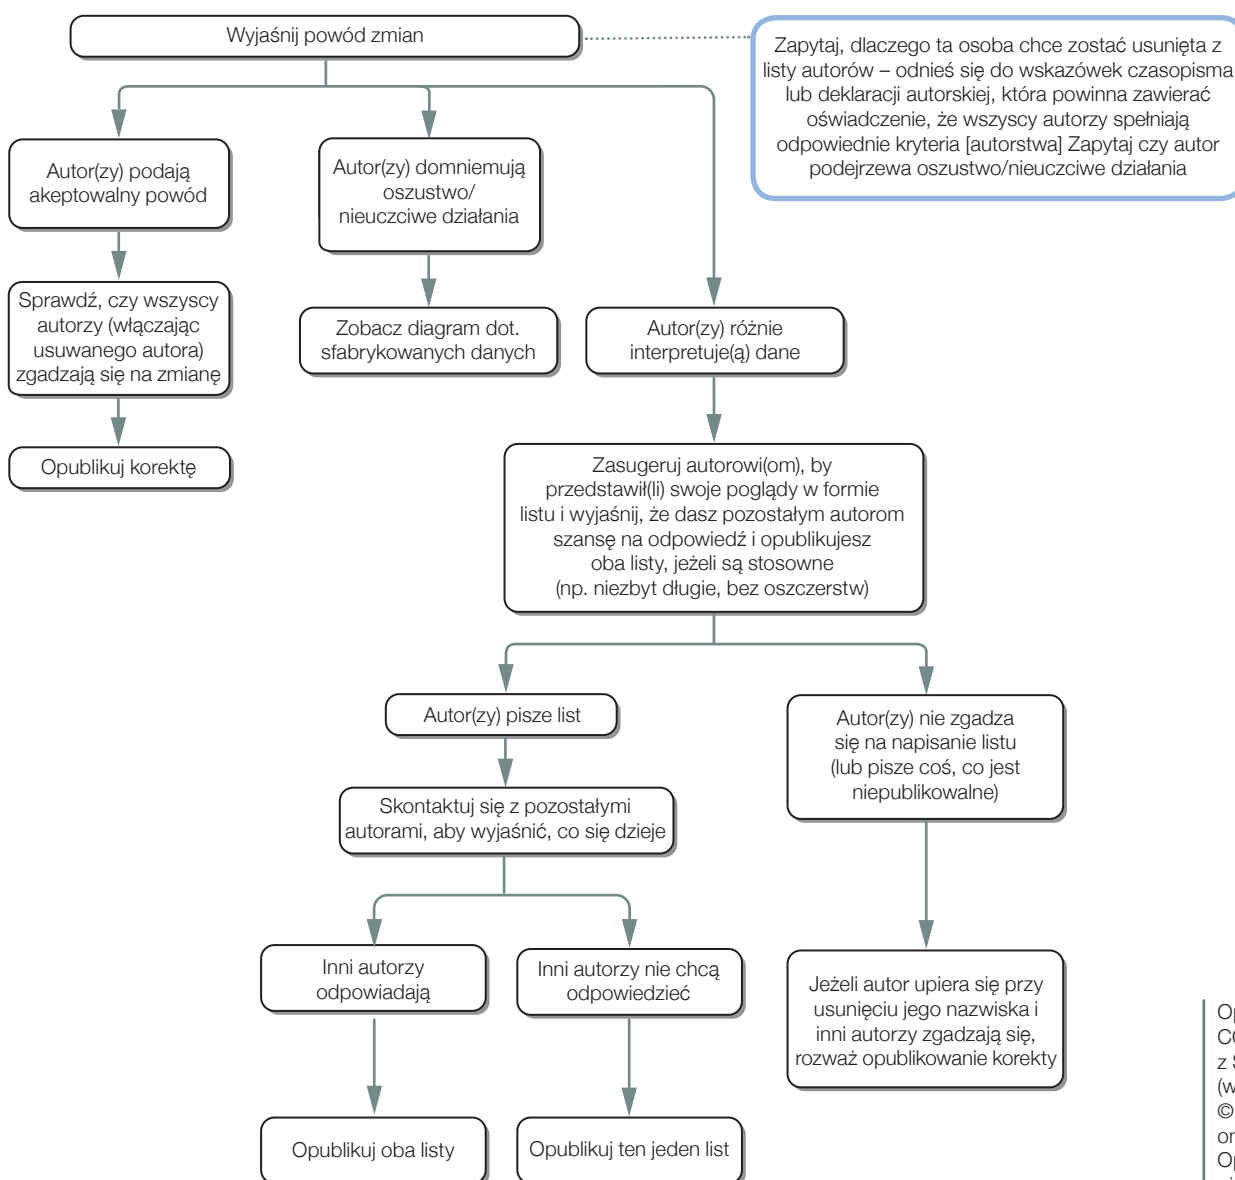 Wyjaśnij powód zmian
Zapytaj, dlaczego ta osoba chce zostać usunięta z
listy autorów – odnieś się do wskazówek czasopisma
lub deklaracji autorskiej, która powinna zawierać
oświadczenie, że wszyscy autorzy spełniają
odpowiednie kryteria [autorstwa] Zapytaj czy autor
podejrzewa oszustwo/nieuczciwe działania
Autor(zy) podają
akceptowalny powód
Autor(zy) domniemują
oszustwo/
nieuczciwe działania
Sprawdź, czy wszyscy
autorzy (włączając
usuwanego autora)
zgadzają się na zmianę
Zobacz diagram dot.
sfabrykowanych danych
Autor(zy) różnie
interpretuje(ą) dane
Opublikuj korektę
Zasugeruj autorowi(om), by
przedstawił(li) swoje poglądy w formie
listu i wyjaśnij, że dasz pozostałym autorom
szansę na odpowiedź i opublikujesz
oba listy, jeżeli są stosowne
(np. niezbyt długie, bez oszczerstw)
Autor(zy) pisze list
Autor(zy) nie zgadza
się na napisanie listu
(lub pisze coś, co jest
niepublikowalne)
Skontaktuj się z pozostałymi
autorami, aby wyjaśnić, co się dzieje
Inni autorzy
odpowiadają
Inni autorzy nie chcą
odpowiedzieć
Jeżeli autor upiera się przy
usunięciu jego nazwiska i
inni autorzy zgadzają się,
rozważ opublikowanie korekty
Opublikuj oba listy
Opublikuj ten jeden list
z
©